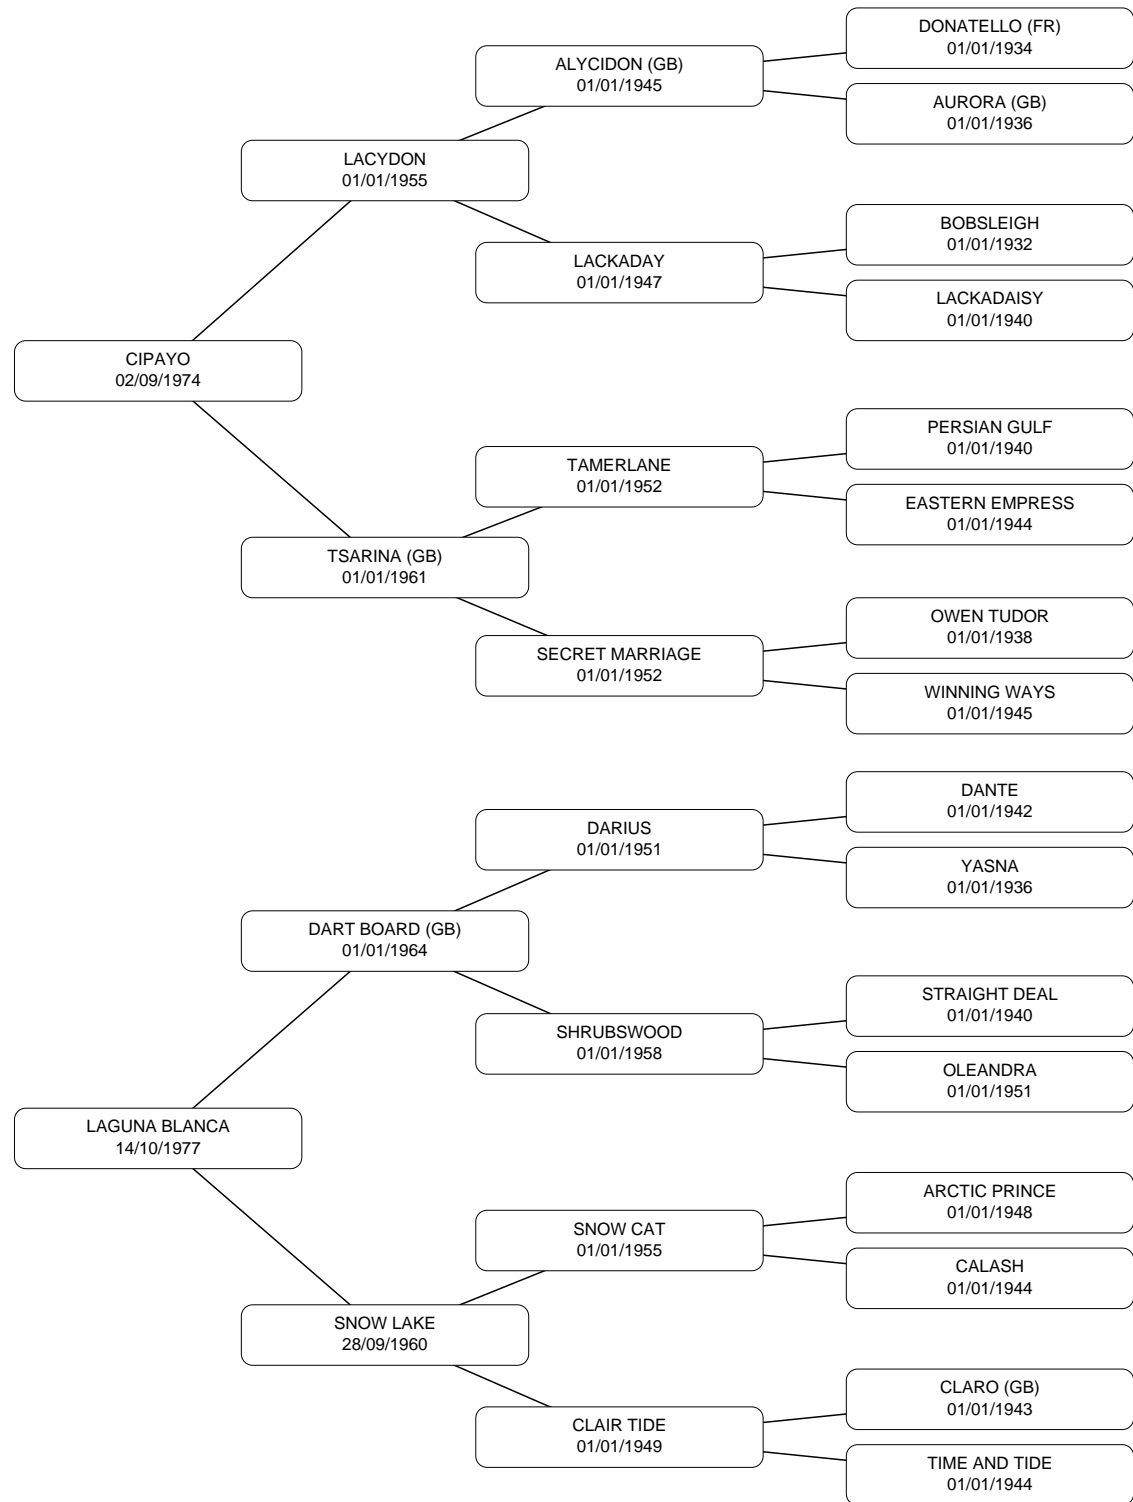 DONATELLO (FR)
01/01/1934
ALYCIDON (GB)
01/01/1945
AURORA (GB)
01/01/1936
LACYDON
01/01/1955
BOBSLEIGH
01/01/1932
LACKADAY
01/01/1947
LACKADAISY
01/01/1940
CIPAYO
02/09/1974
PERSIAN GULF
01/01/1940
TAMERLANE
01/01/1952
EASTERN EMPRESS
01/01/1944
TSARINA (GB)
01/01/1961
OWEN TUDOR
01/01/1938
SECRET MARRIAGE
01/01/1952
WINNING WAYS
01/01/1945
DANTE
01/01/1942
DARIUS
01/01/1951
YASNA
01/01/1936
DART BOARD (GB)
01/01/1964
STRAIGHT DEAL
01/01/1940
SHRUBSWOOD
01/01/1958
OLEANDRA
01/01/1951
LAGUNA BLANCA
14/10/1977
ARCTIC PRINCE
01/01/1948
SNOW CAT
01/01/1955
CALASH
01/01/1944
SNOW LAKE
28/09/1960
CLARO (GB)
01/01/1943
CLAIR TIDE
01/01/1949
TIME AND TIDE
01/01/1944